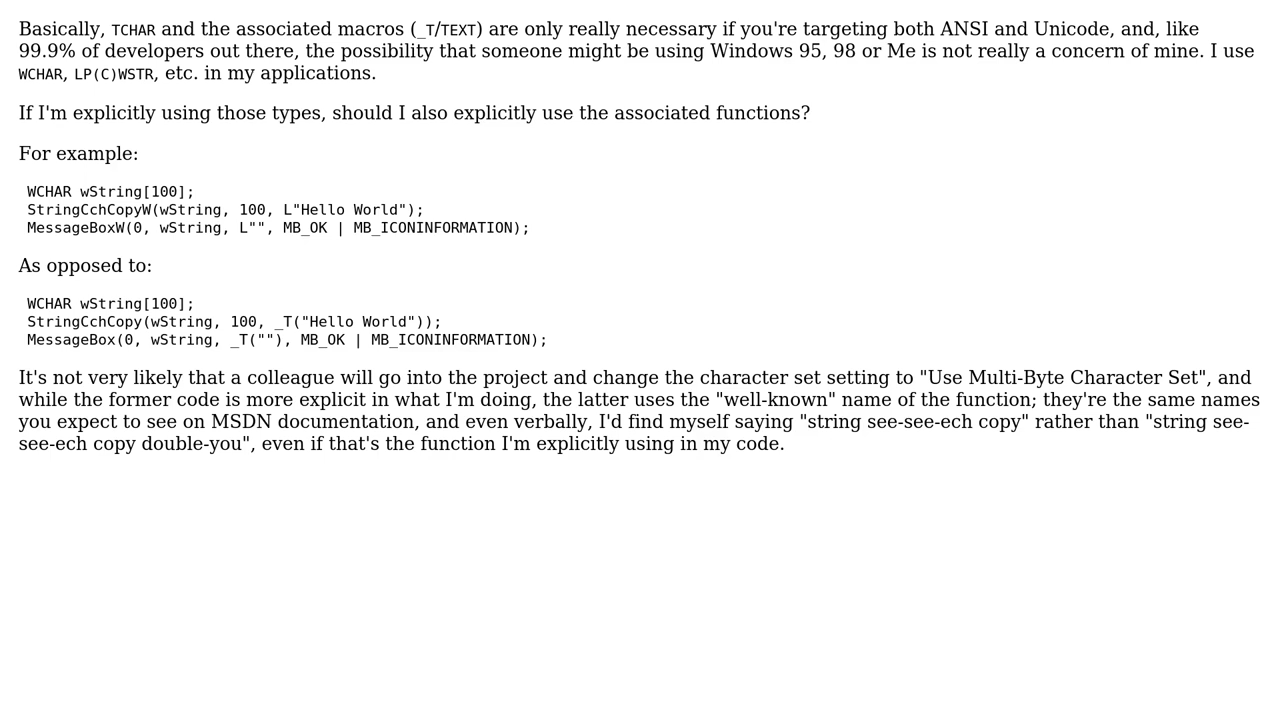 Basically, TCHAR and the associated macros (_T/TEXT) are only really necessary if you're targeting both ANSI and Unicode, and, like
99.9% of developers out there, the possibility that someone might be using Windows 95, 98 or Me is not really a concern of mine. I use
WCHAR, LP(C)WSTR, etc. in my applications.
If I'm explicitly using those types, should I also explicitly use the associated functions?
For example:
WCHAR wString[100];
StringCchCopyW(wString, 100, L"Hello World");
MessageBoxW(0, wString, L"", MB_OK | MB_ICONINFORMATION);
As opposed to:
WCHAR wString[100];
StringCchCopy(wString, 100, _T("Hello World"));
MessageBox(0, wString, _T(""), MB_OK | MB_ICONINFORMATION);
It's not very likely that a colleague will go into the project and change the character set setting to "Use Multi-Byte Character Set", and
while the former code is more explicit in what I'm doing, the latter uses the "well-known" name of the function; they're the same names
you expect to see on MSDN documentation, and even verbally, I'd find myself saying "string see-see-ech copy" rather than "string see-
see-ech copy double-you", even if that's the function I'm explicitly using in my code.